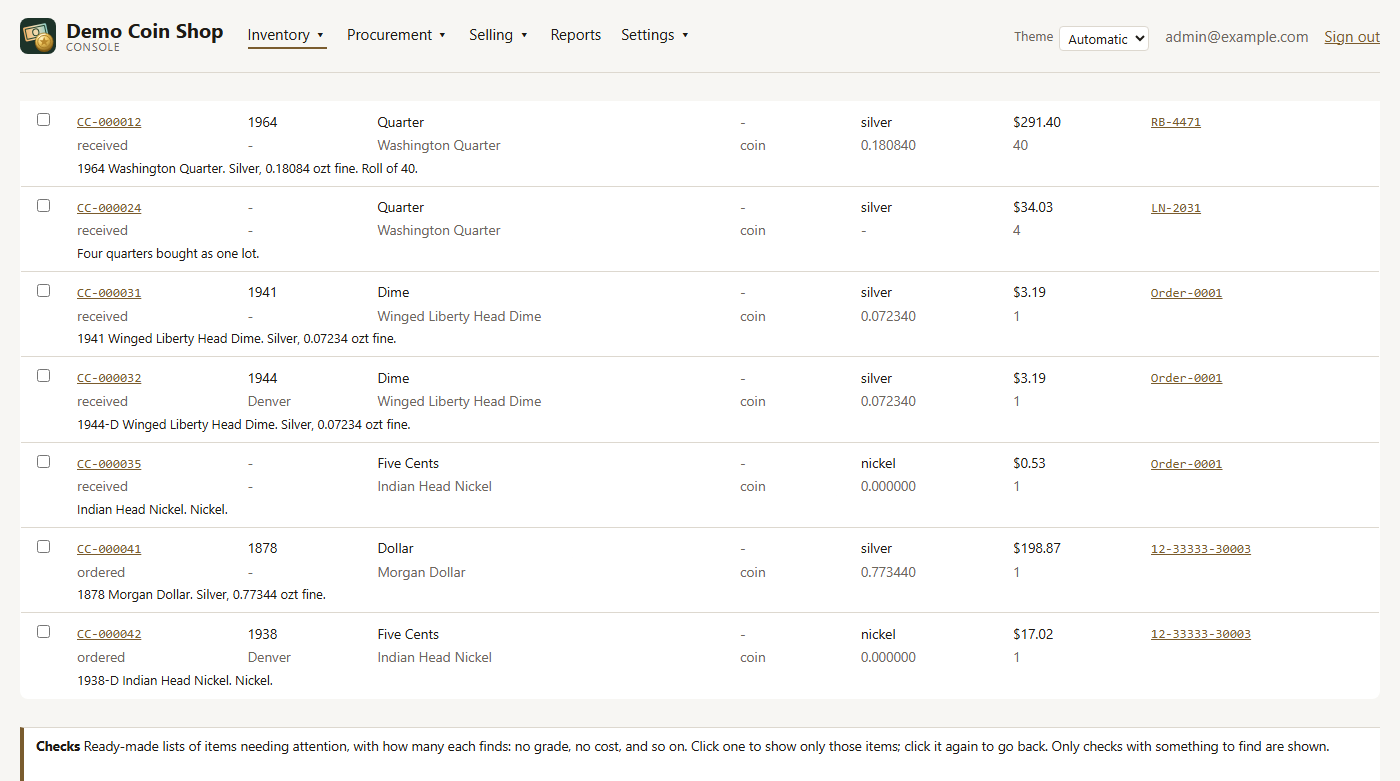 Demo Coin Shop Inventory ▾ Procurement ▾ Selling ▾ Reports Settings ▾ Theme Automatic admin@example.com Sign out
CONSOLE
CC-000012 1964 Quarter - silver $291.40 RB-4471
received - Washington Quarter coin 0.180840 40
1964 Washington Quarter. Silver, 0.18084 ozt fine. Roll of 40.
CC-000024 - Quarter - silver $34.03 LN-2031
received - Washington Quarter coin - 4
Four quarters bought as one lot.
CC-000031 1941 Dime - silver $3.19 Order-0001
received - Winged Liberty Head Dime coin 0.072340 1
1941 Winged Liberty Head Dime. Silver, 0.07234 ozt fine.
CC-000032 1944 Dime - silver $3.19 Order-0001
received Denver Winged Liberty Head Dime coin 0.072340 1
1944-D Winged Liberty Head Dime. Silver, 0.07234 ozt fine.
CC-000035 - Five Cents - nickel $0.53 Order-0001
received - Indian Head Nickel coin 0.000000 1
Indian Head Nickel. Nickel.
CC-000041 1878 Dollar - silver $198.87 12-33333-30003
ordered - Morgan Dollar coin 0.773440 1
1878 Morgan Dollar. Silver, 0.77344 ozt fine.
CC-000042 1938 Five Cents - nickel $17.02 12-33333-30003
ordered Denver Indian Head Nickel coin 0.000000 1
1938-D Indian Head Nickel. Nickel.
Checks Ready-made lists of items needing attention, with how many each finds: no grade, no cost, and so on. Click one to show only those items; click it again to go back. Only checks with something to find are shown.